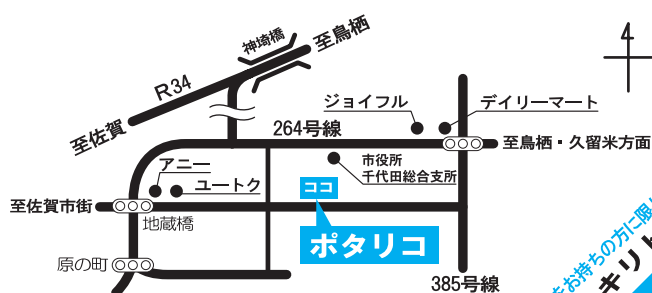 神埼橋
至鳥栖
R34
至佐賀
ジョイフル
デイリーマート
264号線
至鳥栖・久留米方面
市役所
千代田総合支所
アニー
ユートク
ココ
至佐賀市街
地蔵橋
ポタリコ
原の町
385号線
をお持ちの方に限
キリト